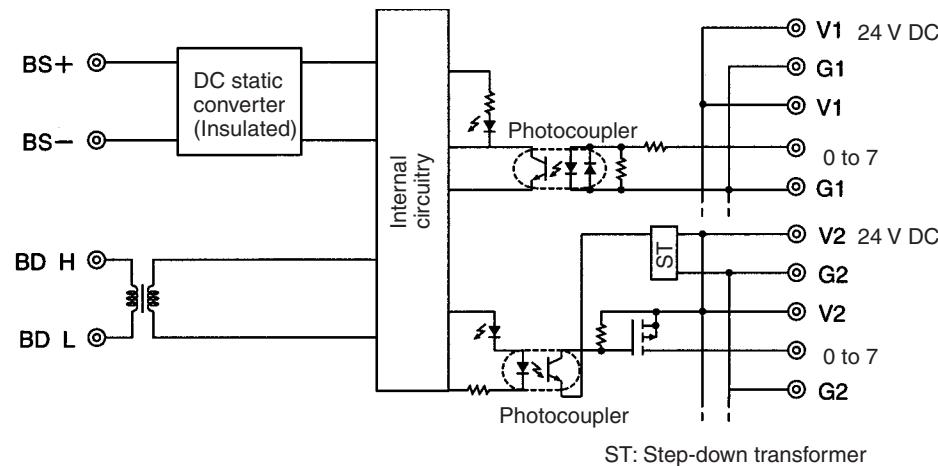 BS+
BS−
DC static
converter
(Insulated)
BD H
BD L
Internal
circuitry
Photocoupler
V1 24 V DC
G1
V1
0 to 7
G1
ST
V2 24 V DC
G2
V2
0 to 7
G2
Photocoupler
ST: Step-down transformer